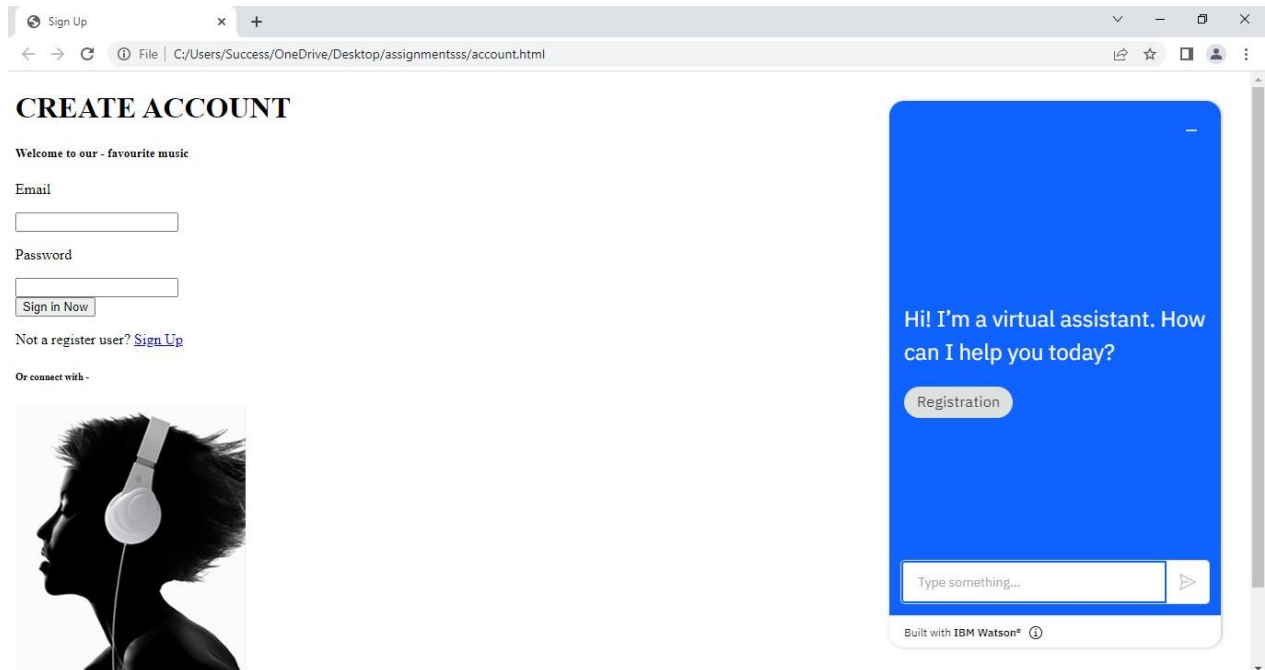 Sign Up
File | C:/Users/Success/OneDrive/Desktop/assignmentsss/account.html
CREATE ACCOUNT
Welcome to our - favourite music
Email
Password
Sign in Now
Not a register user? Sign Up
Or connect with -
Hi! I'm a virtual assistant. How
can I help you today?
Registration
Type something...
Built with IBM Watson®